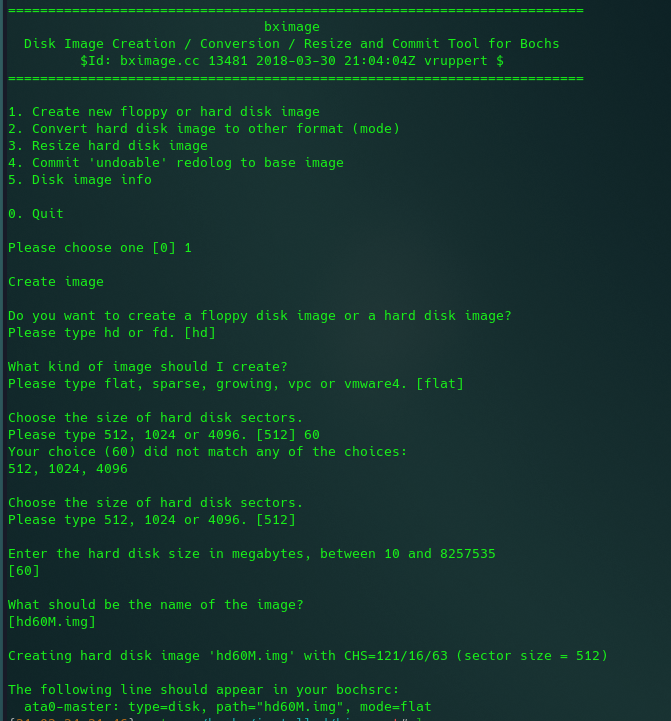 ========================================================================
bximage
Disk Image Creation / Conversion / Resize and Commit Tool for Bochs
$Id: bximage.cc 13481 2018-03-30 21:04:04Z vruppert $
========================================================================
1. Create new floppy or hard disk image
2. Convert hard disk image to other format (mode)
3. Resize hard disk image
4. Commit 'undoable' redolog to base image
5. Disk image info
0. Quit
Please choose one [0] 1
Create image
Do you want to create a floppy disk image or a hard disk image?
Please type hd or fd. [hd]
What kind of image should I create?
Please type flat, sparse, growing, vpc or vmware4. [flat]
Choose the size of hard disk sectors.
Please type 512, 1024 or 4096. [512] 60
Your choice (60) did not match any of the choices:
512, 1024, 4096
Choose the size of hard disk sectors.
Please type 512, 1024 or 4096. [512]
Enter the hard disk size in megabytes, between 10 and 8257535
[60]
What should be the name of the image?
[hd60M.img]
Creating hard disk image 'hd60M.img' with CHS=121/16/63 (sector size = 512)
The following line should appear in your bochsrc:
ata0-master: type=disk, path="hd60M.img", mode=flat